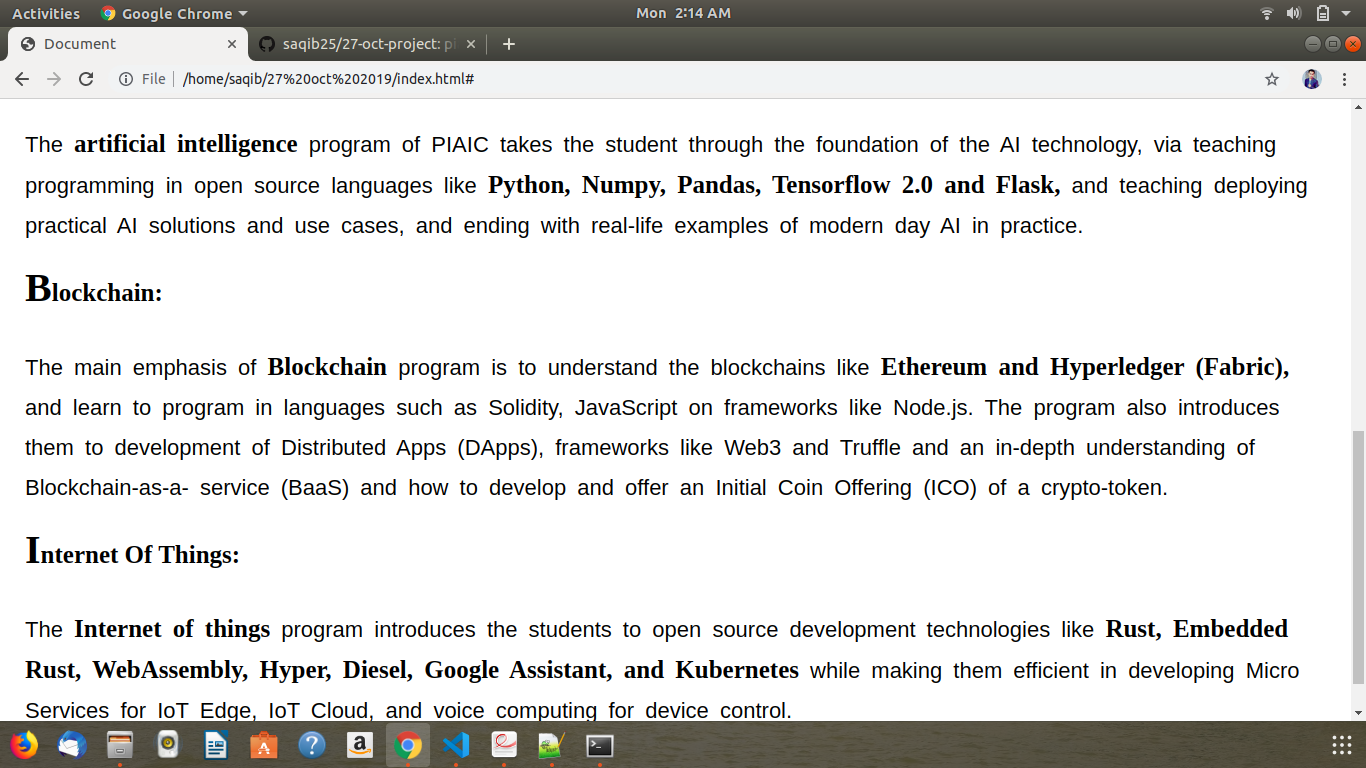 Activities Google Chrome Mon 2:14 AM
Document saqib25/27-oct-project:
File /home/saqib/27%20oct%202019/index.html#
The artificial intelligence program of PIAIC takes the student through the foundation of the AI technology, via teaching
programming in open source languages like Python, Numpy, Pandas, Tensorflow 2.0 and Flask, and teaching deploying
practical AI solutions and use cases, and ending with real-life examples of modern day AI in practice.
Blockchain:
The main emphasis of Blockchain program is to understand the blockchains like Ethereum and Hyperledger (Fabric),
and learn to program in languages such as Solidity, JavaScript on frameworks like Node.js. The program also introduces
them to development of Distributed Apps (DApps), frameworks like Web3 and Truffle and an in-depth understanding of
Blockchain-as-a- service (BaaS) and how to develop and offer an Initial Coin Offering (ICO) of a crypto-token.
Internet Of Things:
The Internet of things program introduces the students to open source development technologies like Rust, Embedded
Rust, WebAssembly, Hyper, Diesel, Google Assistant, and Kubernetes while making them efficient in developing Micro
Services for IoT Edge, IoT Cloud, and voice computing for device control.